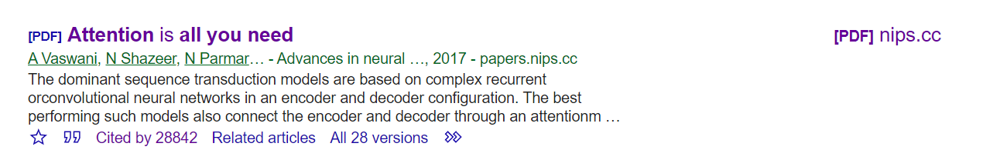 [PDF] Attention is all you need [PDF] nips.cc
A Vaswani, N Shazeer, N Parmar… - Advances in neural …, 2017 - papers.nips.cc
The dominant sequence transduction models are based on complex recurrent
orconvolutional neural networks in an encoder and decoder configuration. The best
performing such models also connect the encoder and decoder through an attentionm …
Cited by 28842 Related articles All 28 versions